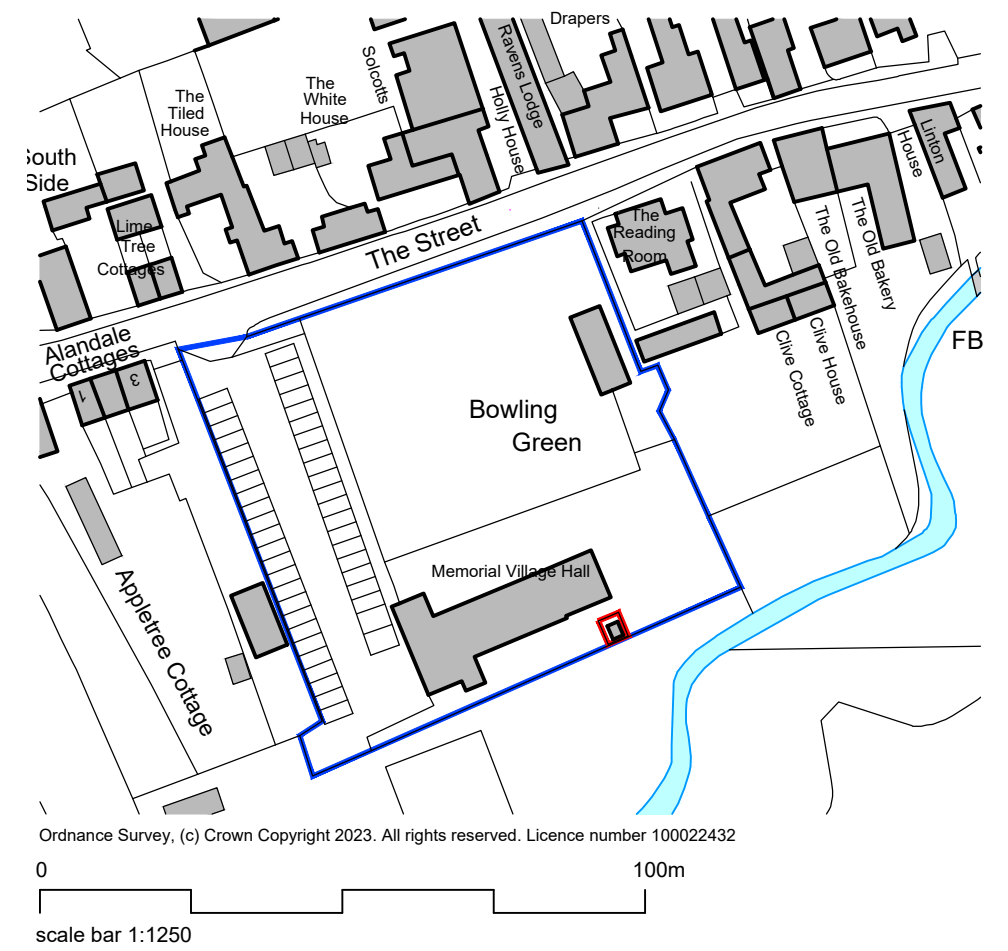 Drapers
Solcotts
Ravens Lodge
Holly House
The
White
House
The
Tiled
House
South
Side
Lime
Tree
Cottages
Linton
House
The Street
The
Reading
Room
The Old Bakery
The Old Bakehouse
Clive House
Clive Cottage
FB
Alandale
Cottages
1
3
Bowling
Green
Memorial Village Hall
Appletree Cottage
Ordnance Survey, (c) Crown Copyright 2023. All rights reserved. Licence number 100022432
0
100m
scale bar 1:1250